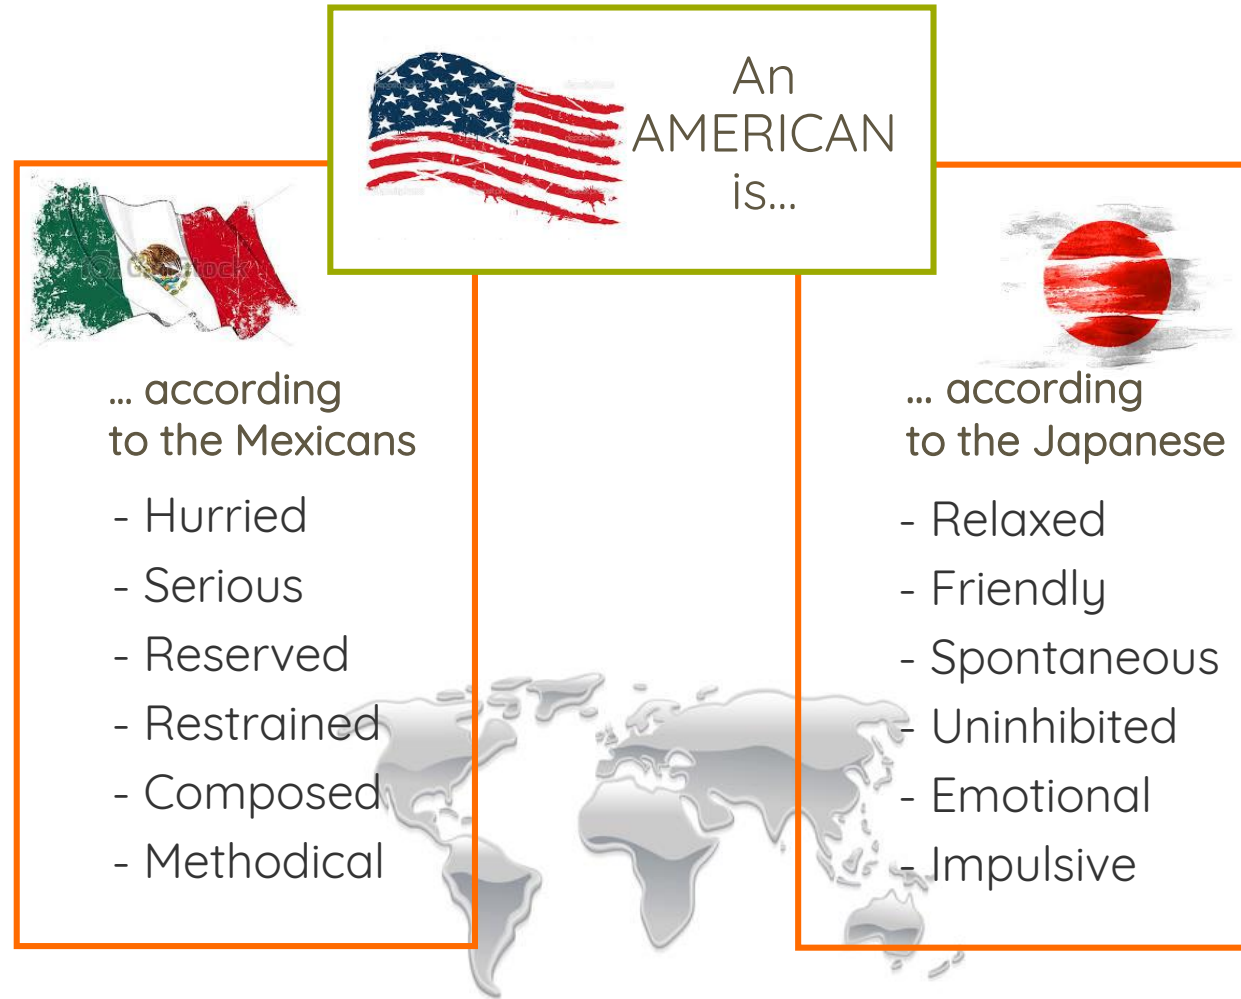 An
AMERICAN
is...
... according
to the Mexicans
- Hurried
- Serious
- Reserved
- Restrained
- Composed
- Methodical
... according
to the Japanese
- Relaxed
- Friendly
- Spontaneous
- Uninhibited
- Emotional
- Impulsive